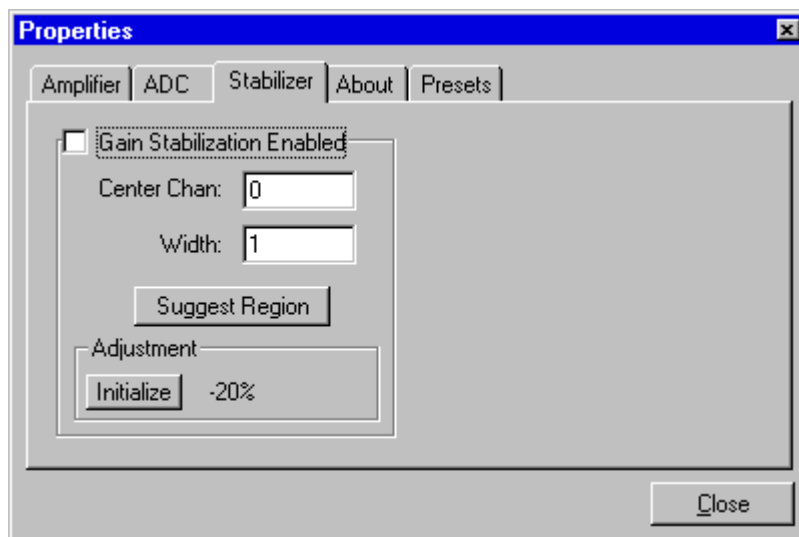 Properties
Amplifier ADC Stabilizer About Presets
Gain Stabilization Enabled
Center Chan: 0
Width: 1
Suggest Region
Adjustment
Initialize -20%
Close